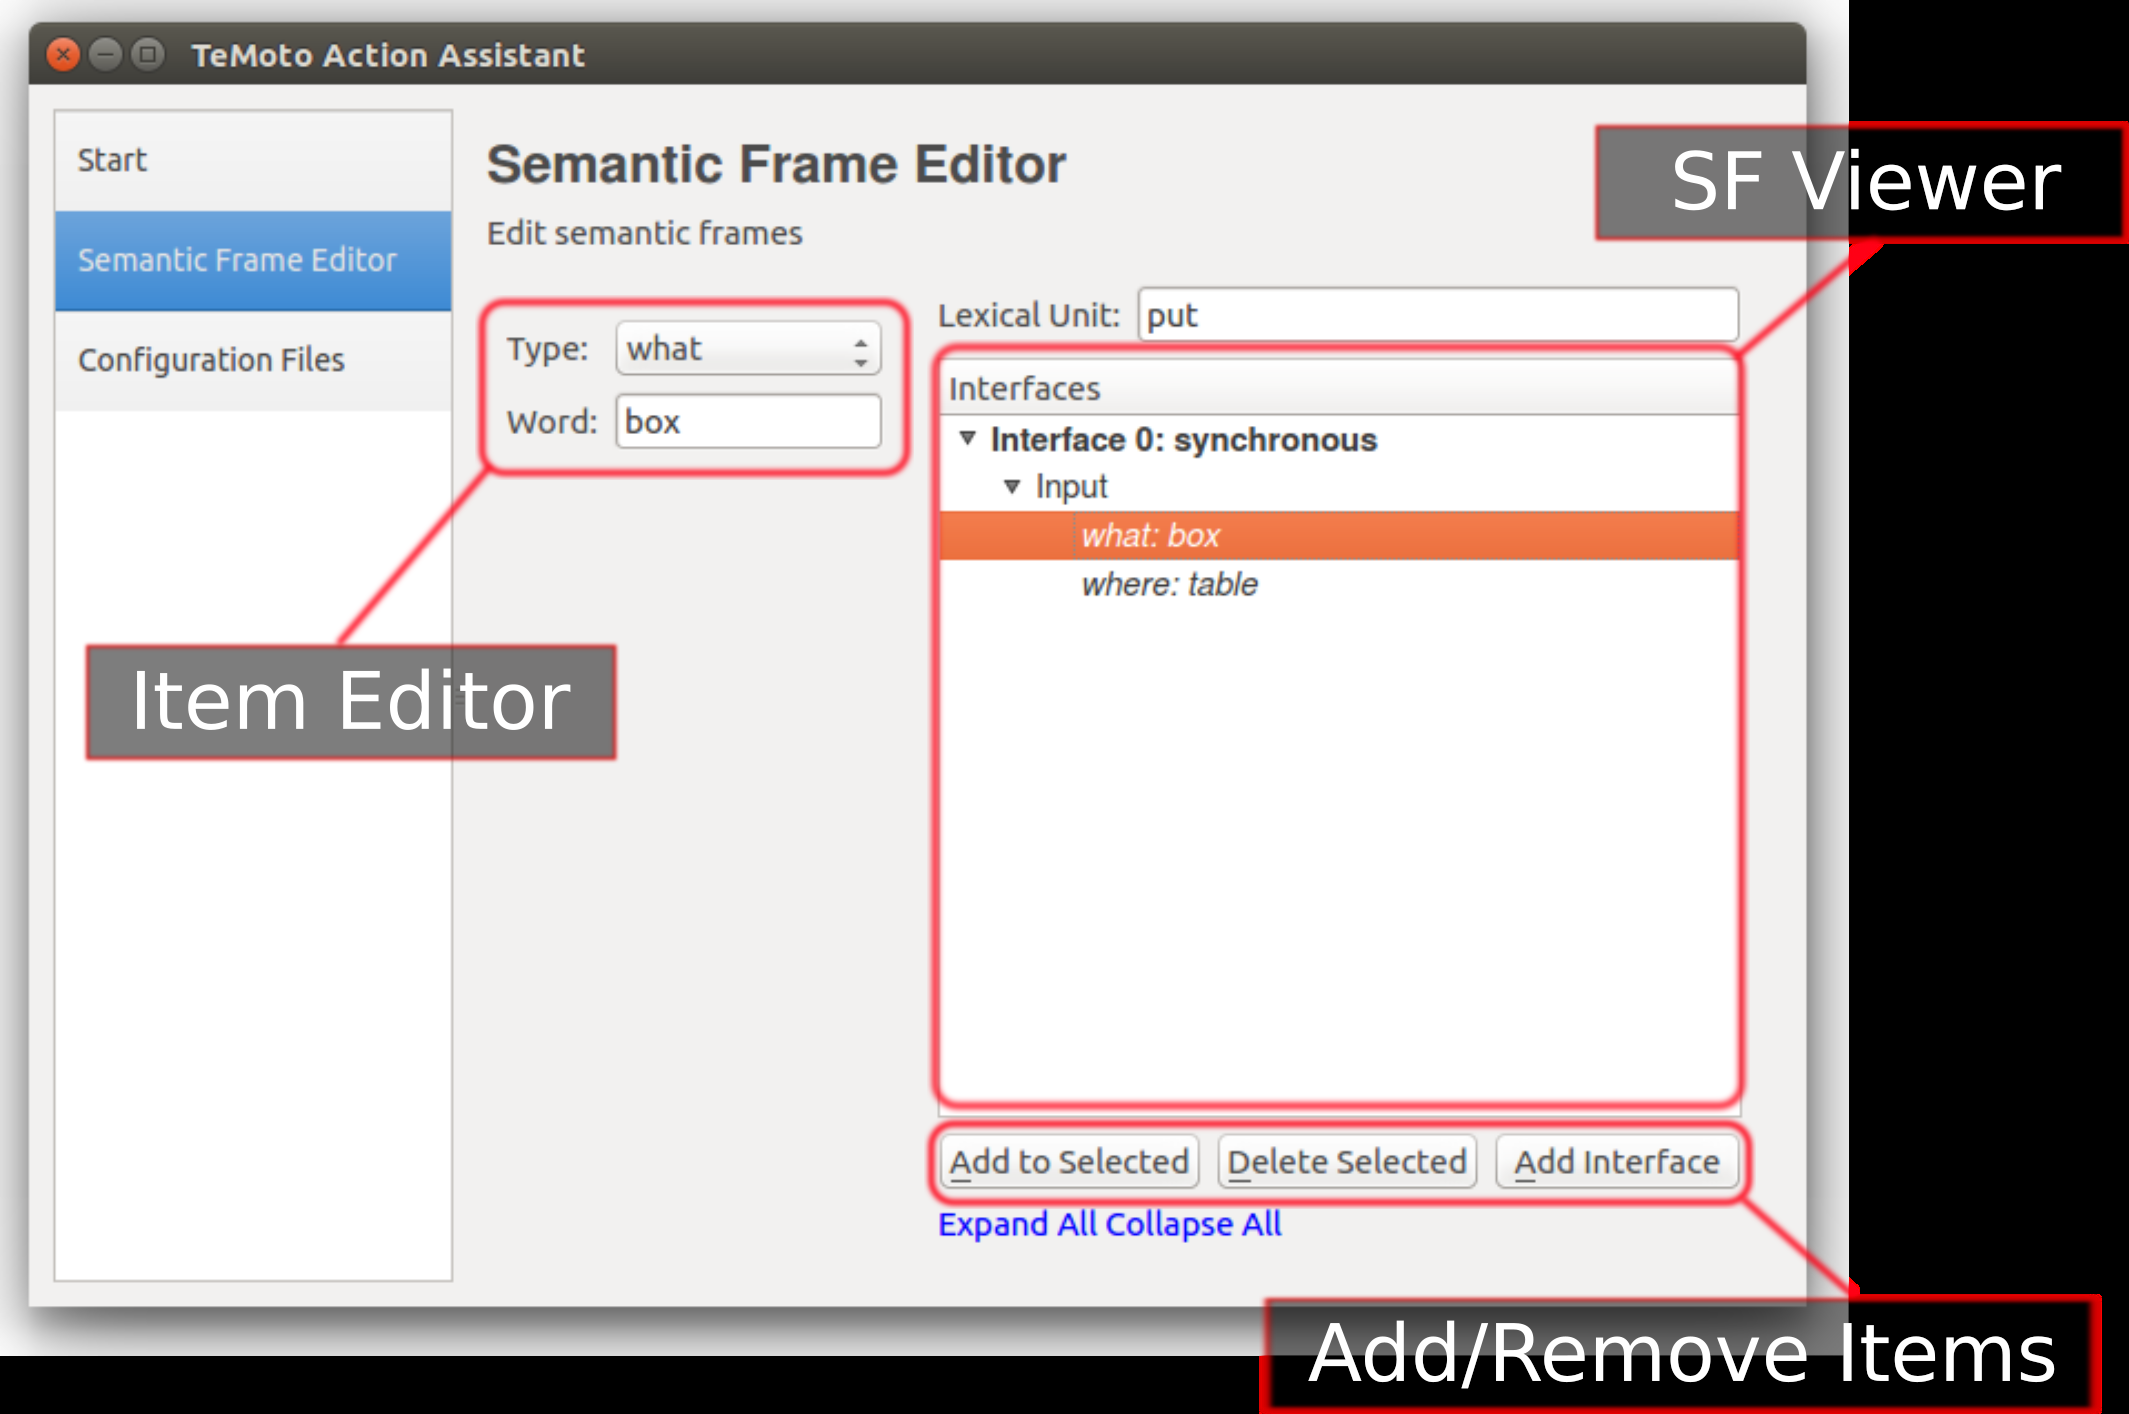 TeMoto Action Assistant
Start
Semantic Frame Editor
Configuration Files
Semantic Frame Editor
Edit semantic frames
SF Viewer
Type: what
Word: box
Item Editor
Lexical Unit: put
Interfaces
Interface 0: synchronous
Input
what: box
where: table
Add to Selected Delete Selected Add Interface
Expand All Collapse All
Add/Remove Items